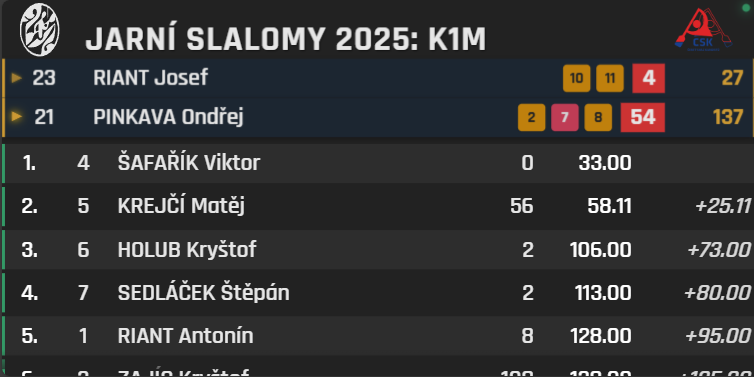 JARNÍ SLALOMY 2025: K1M
ČSK
23 RIANT Josef 10 11 4 27
21 PINKAVA Ondřej 2 7 8 54 137
1. 4 ŠAFAŘÍK Viktor 0 33.00
2. 5 KREJČÍ Matěj 56 58.11 +25.11
3. 6 HOLUB Kryštof 2 106.00 +73.00
4. 7 SEDLÁČEK Štěpán 2 113.00 +80.00
5. 1 RIANT Antonín 8 128.00 +95.00